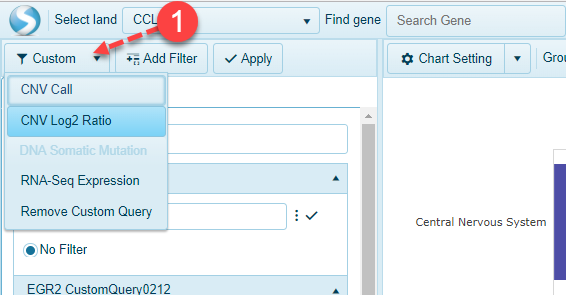 Select land CCL Find gene Search Gene
1
Custom Add Filter Apply Chart Setting Grou
CNV Call
CNV Log2 Ratio
DNA Somatic Mutation
RNA-Seq Expression
Remove Custom Query
Central Nervous System
No Filter
EGR2 CustomQuery0212